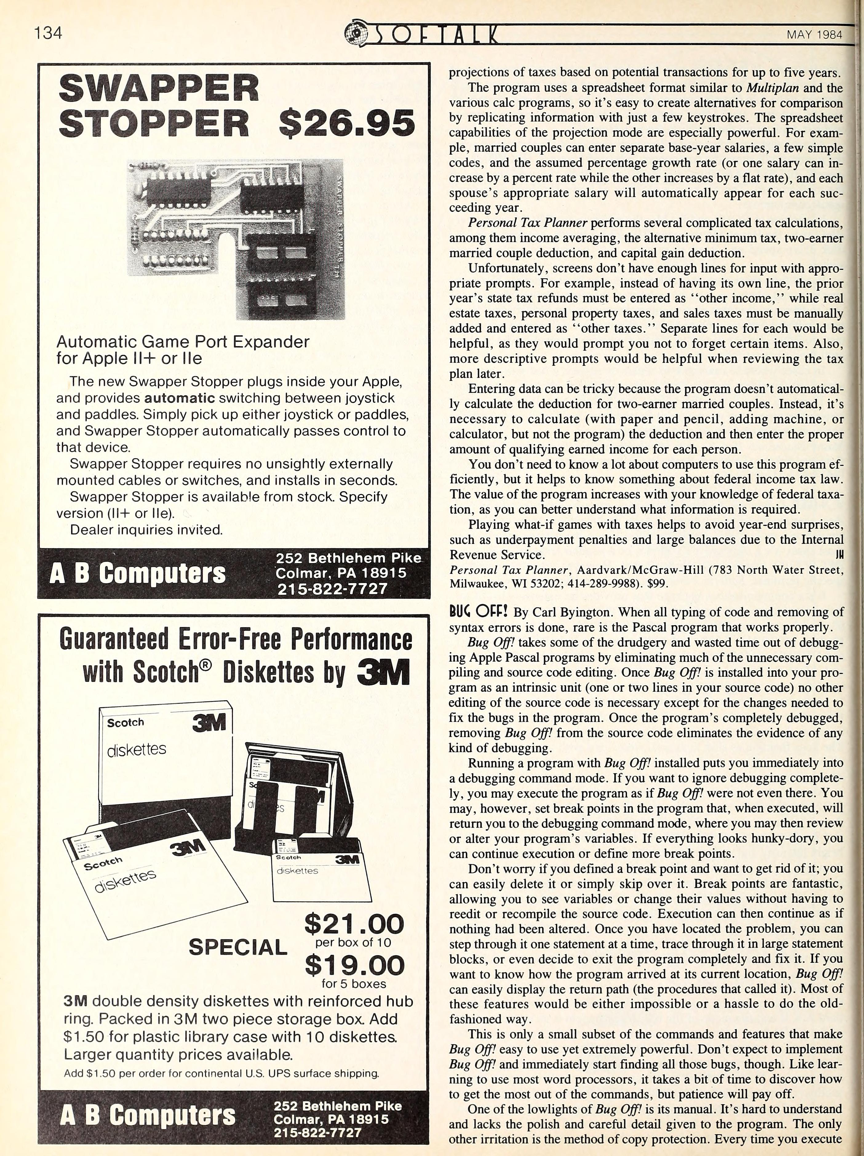 134
SOFTALK
MAY 1984
SWAPPER
STOPPER $26.95
Automatic Game Port Expander
for Apple II+ or IIe
The new Swapper Stopper plugs inside your Apple,
and provides automatic switching between joystick
and paddles. Simply pick up either joystick or paddles,
and Swapper Stopper automatically passes control to
that device.
Swapper Stopper requires no unsightly externally
mounted cables or switches, and installs in seconds.
Swapper Stopper is available from stock. Specify
version (II+ or IIe).
Dealer inquiries invited.
A B Computers
252 Bethlehem Pike
Colmar, PA 18915
215-822-7727
Guaranteed Error-Free Performance
with Scotch® Diskettes by 3M
Scotch 3M
diskettes
Scotch 3M
diskettes
Scotch 3M
diskettes
SPECIAL
$21.00
per box of 10
$19.00
for 5 boxes
3M double density diskettes with reinforced hub
ring. Packed in 3M two piece storage box. Add
$1.50 for plastic library case with 10 diskettes.
Larger quantity prices available.
Add $1.50 per order for continental U.S. UPS surface shipping.
A B Computers
252 Bethlehem Pike
Colmar, PA 18915
215-822-7727
projections of taxes based on potential transactions for up to five years.
The program uses a spreadsheet format similar to Multiplan and the
various calc programs, so it's easy to create alternatives for comparison
by replicating information with just a few keystrokes. The spreadsheet
capabilities of the projection mode are especially powerful. For exam-
ple, married couples can enter separate base-year salaries, a few simple
codes, and the assumed percentage growth rate (or one salary can in-
crease by a percent rate while the other increases by a flat rate), and each
spouse's appropriate salary will automatically appear for each suc-
ceeding year.
Personal Tax Planner performs several complicated tax calculations,
among them income averaging, the alternative minimum tax, two-earner
married couple deduction, and capital gain deduction.
Unfortunately, screens don't have enough lines for input with appro-
priate prompts. For example, instead of having its own line, the prior
year's state tax refunds must be entered as "other income," while real
estate taxes, personal property taxes, and sales taxes must be manually
added and entered as "other taxes." Separate lines for each would be
helpful, as they would prompt you not to forget certain items. Also,
more descriptive prompts would be helpful when reviewing the tax
plan later.
Entering data can be tricky because the program doesn't automatical-
ly calculate the deduction for two-earner married couples. Instead, it's
necessary to calculate (with paper and pencil, adding machine, or
calculator, but not the program) the deduction and then enter the proper
amount of qualifying earned income for each person.
You don't need to know a lot about computers to use this program ef-
ficiently, but it helps to know something about federal income tax law.
The value of the program increases with your knowledge of federal taxa-
tion, as you can better understand what information is required.
Playing what-if games with taxes helps to avoid year-end surprises,
such as underpayment penalties and large balances due to the Internal
Revenue Service.
Personal Tax Planner, Aardvark/McGraw-Hill (783 North Water Street,
Milwaukee, WI 53202; 414-289-9988). $99.
BUG OFF! By Carl Byington. When all typing of code and removing of
syntax errors is done, rare is the Pascal program that works properly.
Bug Off! takes some of the drudgery and wasted time out of debugg-
ing Apple Pascal programs by eliminating much of the unnecessary com-
piling and source code editing. Once Bug Off! is installed into your pro-
gram as an intrinsic unit (one or two lines in your source code) no other
editing of the source code is necessary except for the changes needed to
fix the bugs in the program. Once the program's completely debugged,
removing Bug Off! from the source code eliminates the evidence of any
kind of debugging.
Running a program with Bug Off! installed puts you immediately into
a debugging command mode. If you want to ignore debugging complete-
ly, you may execute the program as if Bug Off! were not even there. You
may, however, set break points in the program that, when executed, will
return you to the debugging command mode, where you may then review
or alter your program's variables. If everything looks hunky-dory, you
can continue execution or define more break points.
Don't worry if you defined a break point and want to get rid of it; you
can easily delete it or simply skip over it. Break points are fantastic,
allowing you to see variables or change their values without having to
reedit or recompile the source code. Execution can then continue as if
nothing had been altered. Once you have located the problem, you can
step through it one statement at a time, trace through it in large statement
blocks, or even decide to exit the program completely and fix it. If you
want to know how the program arrived at its current location, Bug Off!
can easily display the return path (the procedures that called it). Most of
these features would be either impossible or a hassle to do the old-
fashioned way.
This is only a small subset of the commands and features that make
Bug Off! easy to use yet extremely powerful. Don't expect to implement
Bug Off! and immediately start finding all those bugs, though. Like lear-
ning to use most word processors, it takes a bit of time to discover how
to get the most out of the commands, but patience will pay off.
One of the lowlights of Bug Off! is its manual. It's hard to understand
and lacks the polish and careful detail given to the program. The only
other irritation is the method of copy protection. Every time you execute